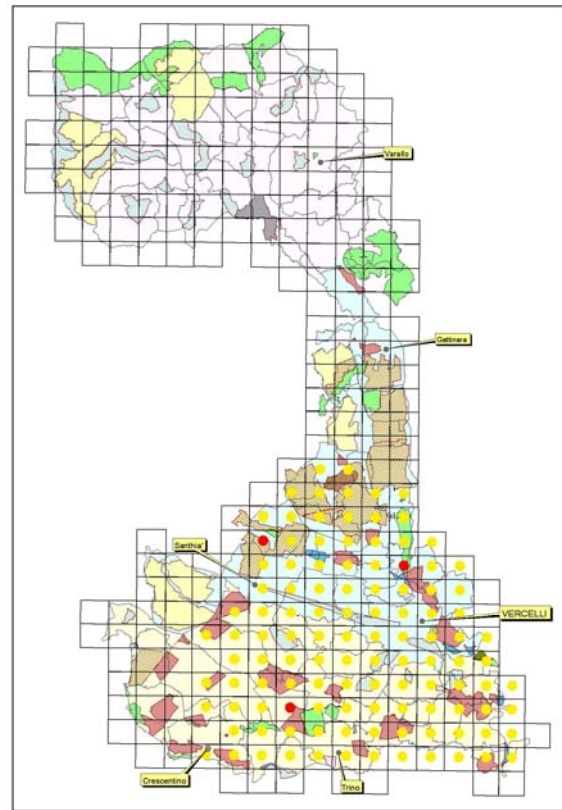 Varallo
Gattinara
Santhia'
VERCELLI
Crescentino
Trino